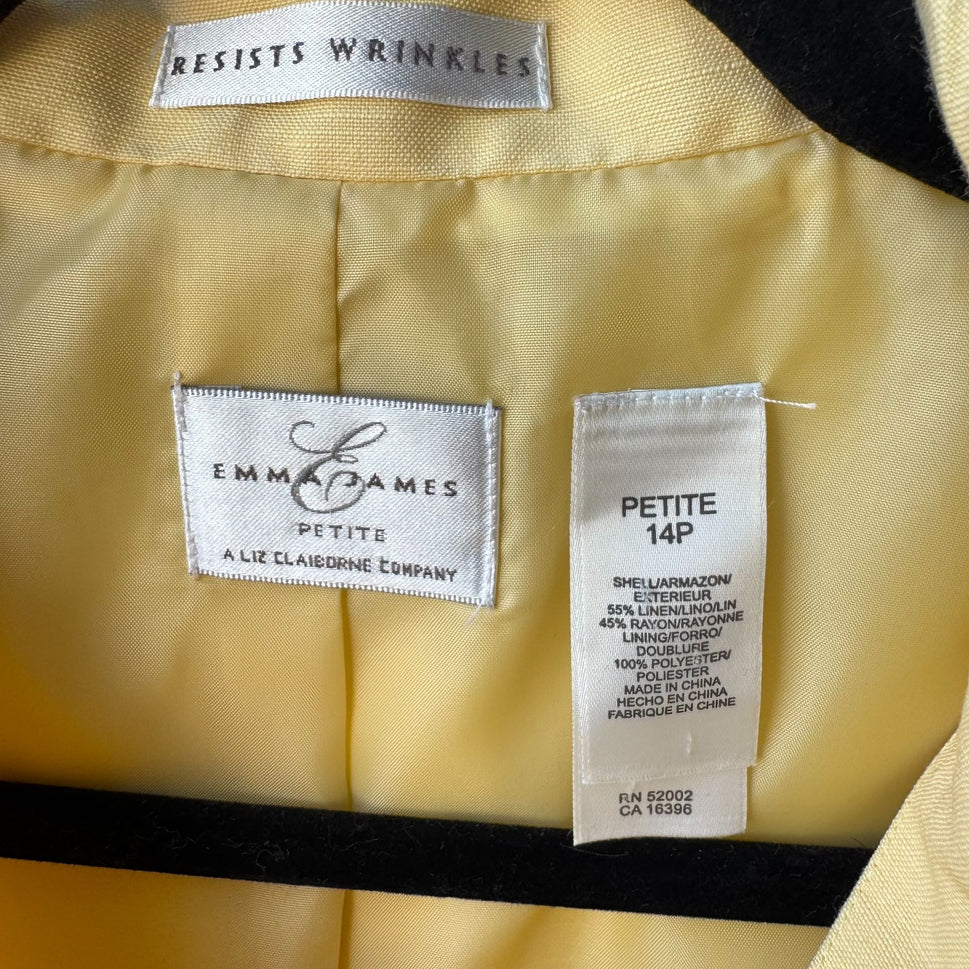 RESISTS WRINKLES
E
EMMA JAMES
PETITE
A LIZ CLAIBORNE COMPANY
PETITE
14P
SHELL/ARMAZON/
EXTERIEUR
55% LINEN/LINO/LIN
45% RAYON/RAYONNE
LINING/FORRO/
DOUBLURE
100% POLYESTER/
POLIESTER
MADE IN CHINA
HECHO EN CHINA
FABRIQUE EN CHINE
RN 52002
CA 16396